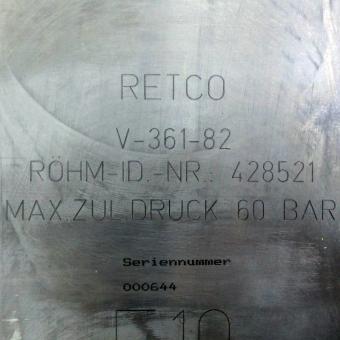 RETCO
V-361-82
RÖHM-ID.-NR.: 428521
MAX.ZUL.DRUCK 60 BAR
Seriennummer
000644